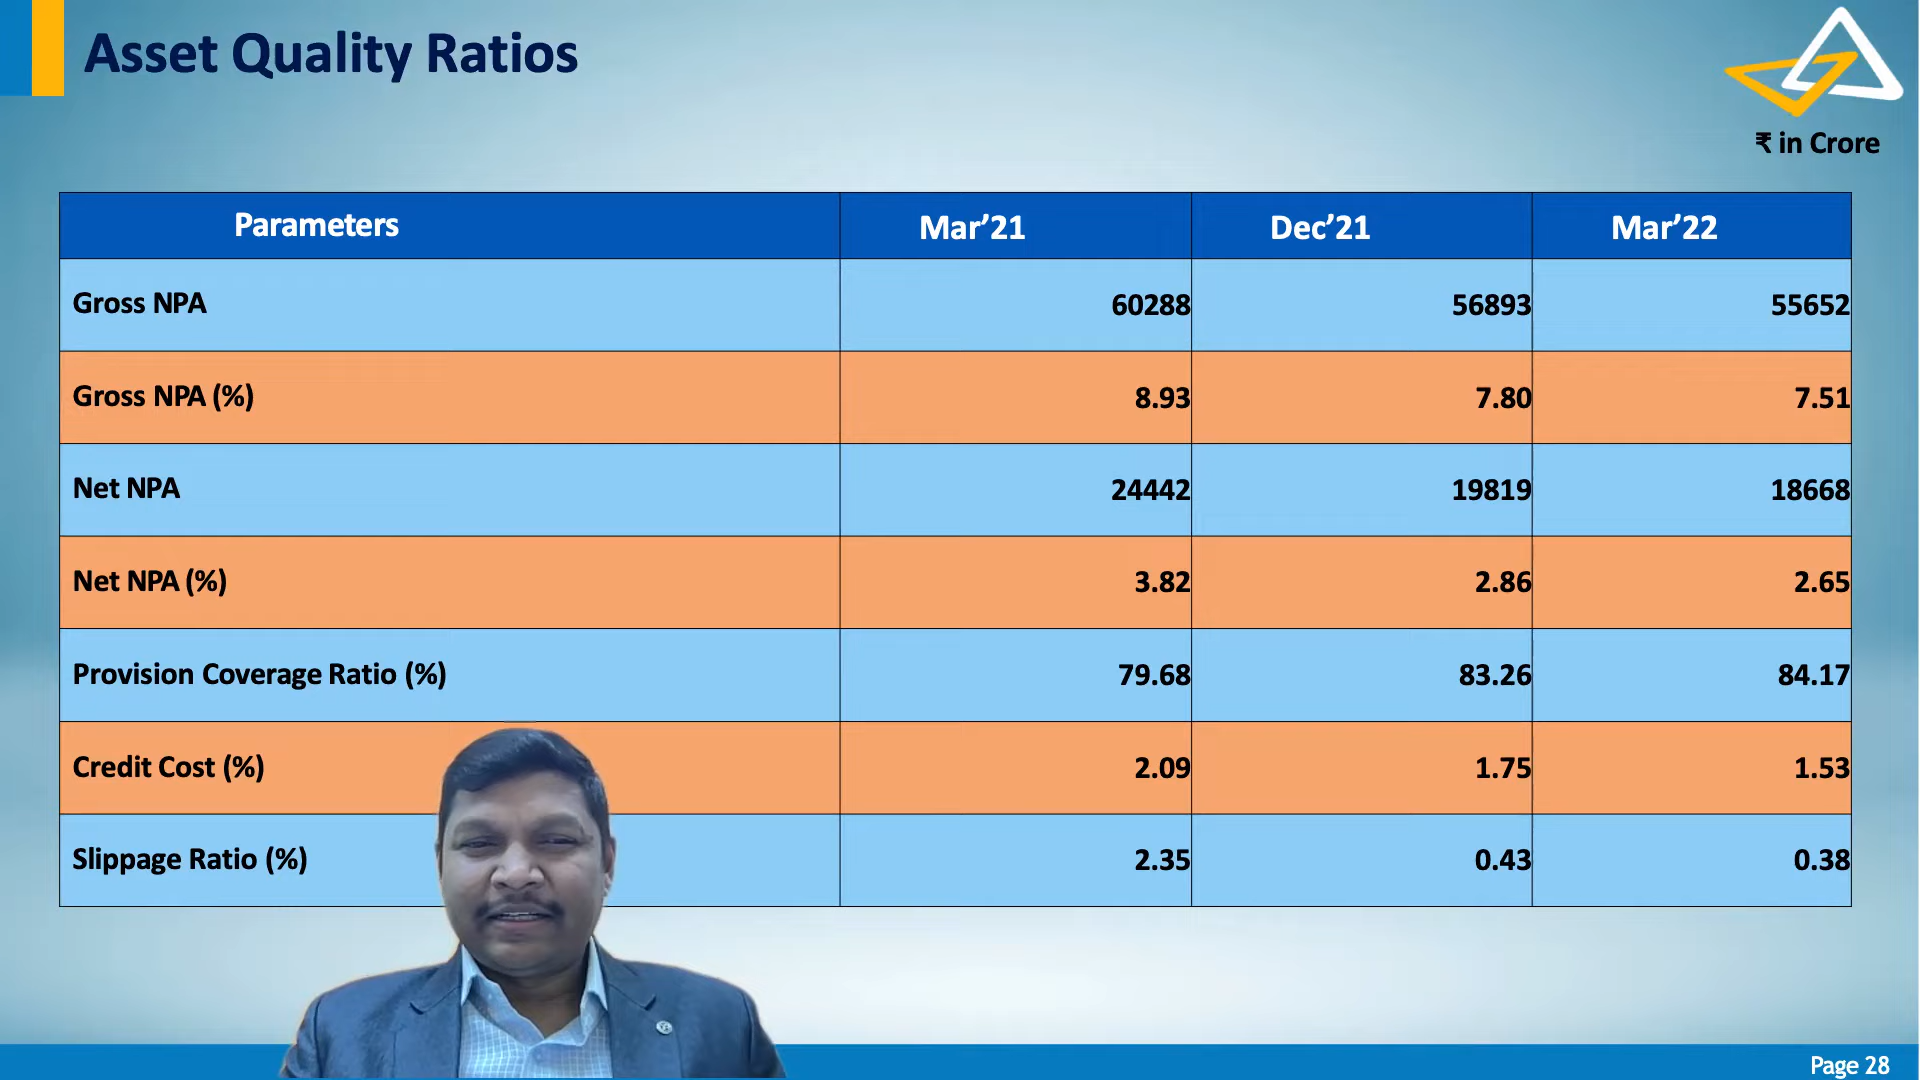 Asset Quality Ratios
₹ in Crore
Parameters Mar’21 Dec’21 Mar’22
Gross NPA 60288 56893 55652
Gross NPA (%) 8.93 7.80 7.51
Net NPA 24442 19819 18668
Net NPA (%) 3.82 2.86 2.65
Provision Coverage Ratio (%) 79.68 83.26 84.17
Credit Cost (%) 2.09 1.75 1.53
Slippage Ratio (%) 2.35 0.43 0.38
Page 28